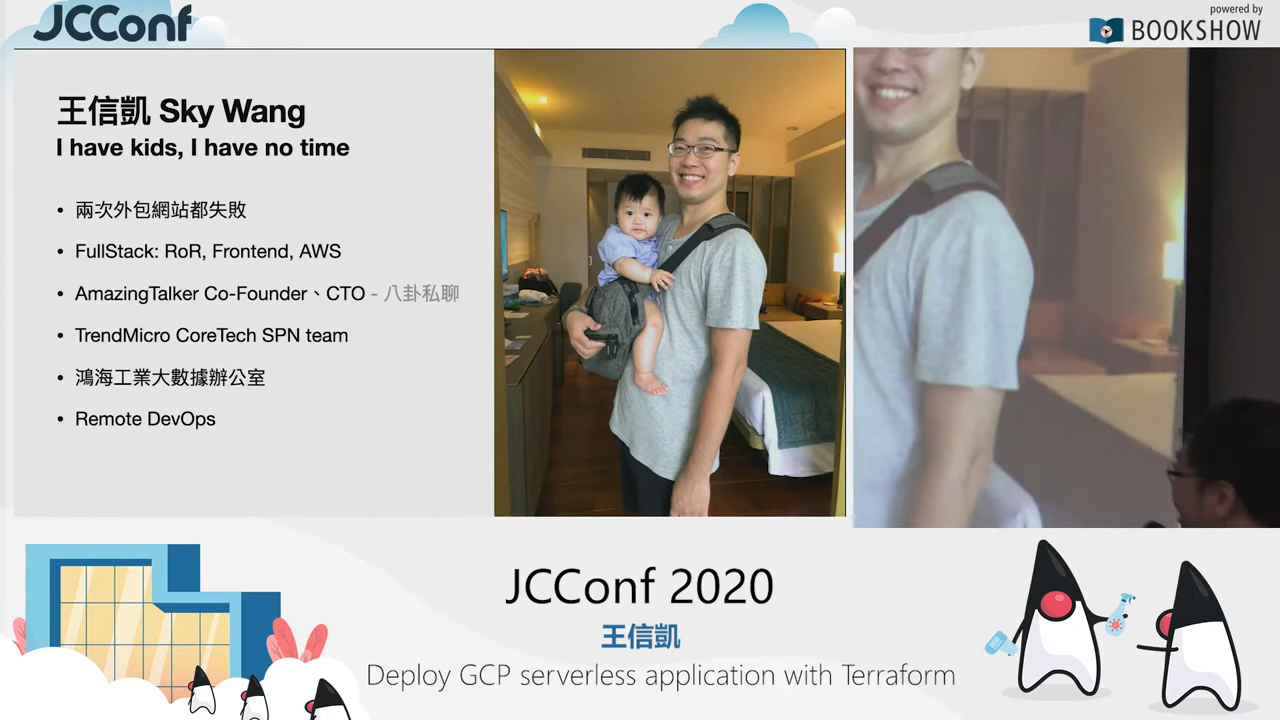 JCConf
powered by
BOOKSHOW
王信凱 Sky Wang
I have kids, I have no time
• 兩次外包網站都失敗
• FullStack: RoR, Frontend, AWS
• AmazingTalker Co-Founder、CTO - 八卦私聊
• TrendMicro CoreTech SPN team
• 鴻海工業大數據辦公室
• Remote DevOps
JCConf 2020
王信凱
Deploy GCP serverless application with Terraform